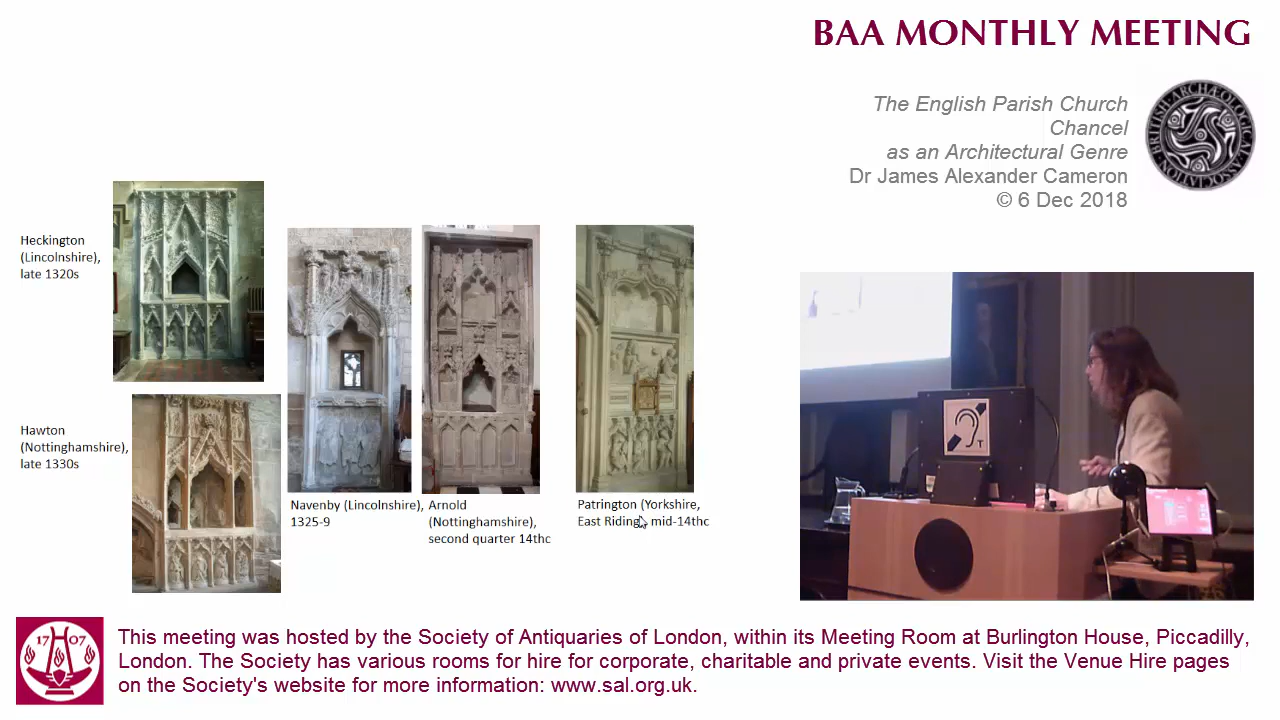 BAA MONTHLY MEETING
The English Parish Church
Chancel
as an Architectural Genre
Dr James Alexander Cameron
© 6 Dec 2018
BRITISH ARCHÆOLOGICAL ASSOCIATION
Heckington
(Lincolnshire),
late 1320s
Hawton
(Nottinghamshire),
late 1330s
Navenby (Lincolnshire),
1325-9
Arnold
(Nottinghamshire),
second quarter 14thc
Patrington (Yorkshire,
East Riding), mid-14thc
T
1707
This meeting was hosted by the Society of Antiquaries of London, within its Meeting Room at Burlington House, Piccadilly,
London. The Society has various rooms for hire for corporate, charitable and private events. Visit the Venue Hire pages
on the Society's website for more information: www.sal.org.uk.